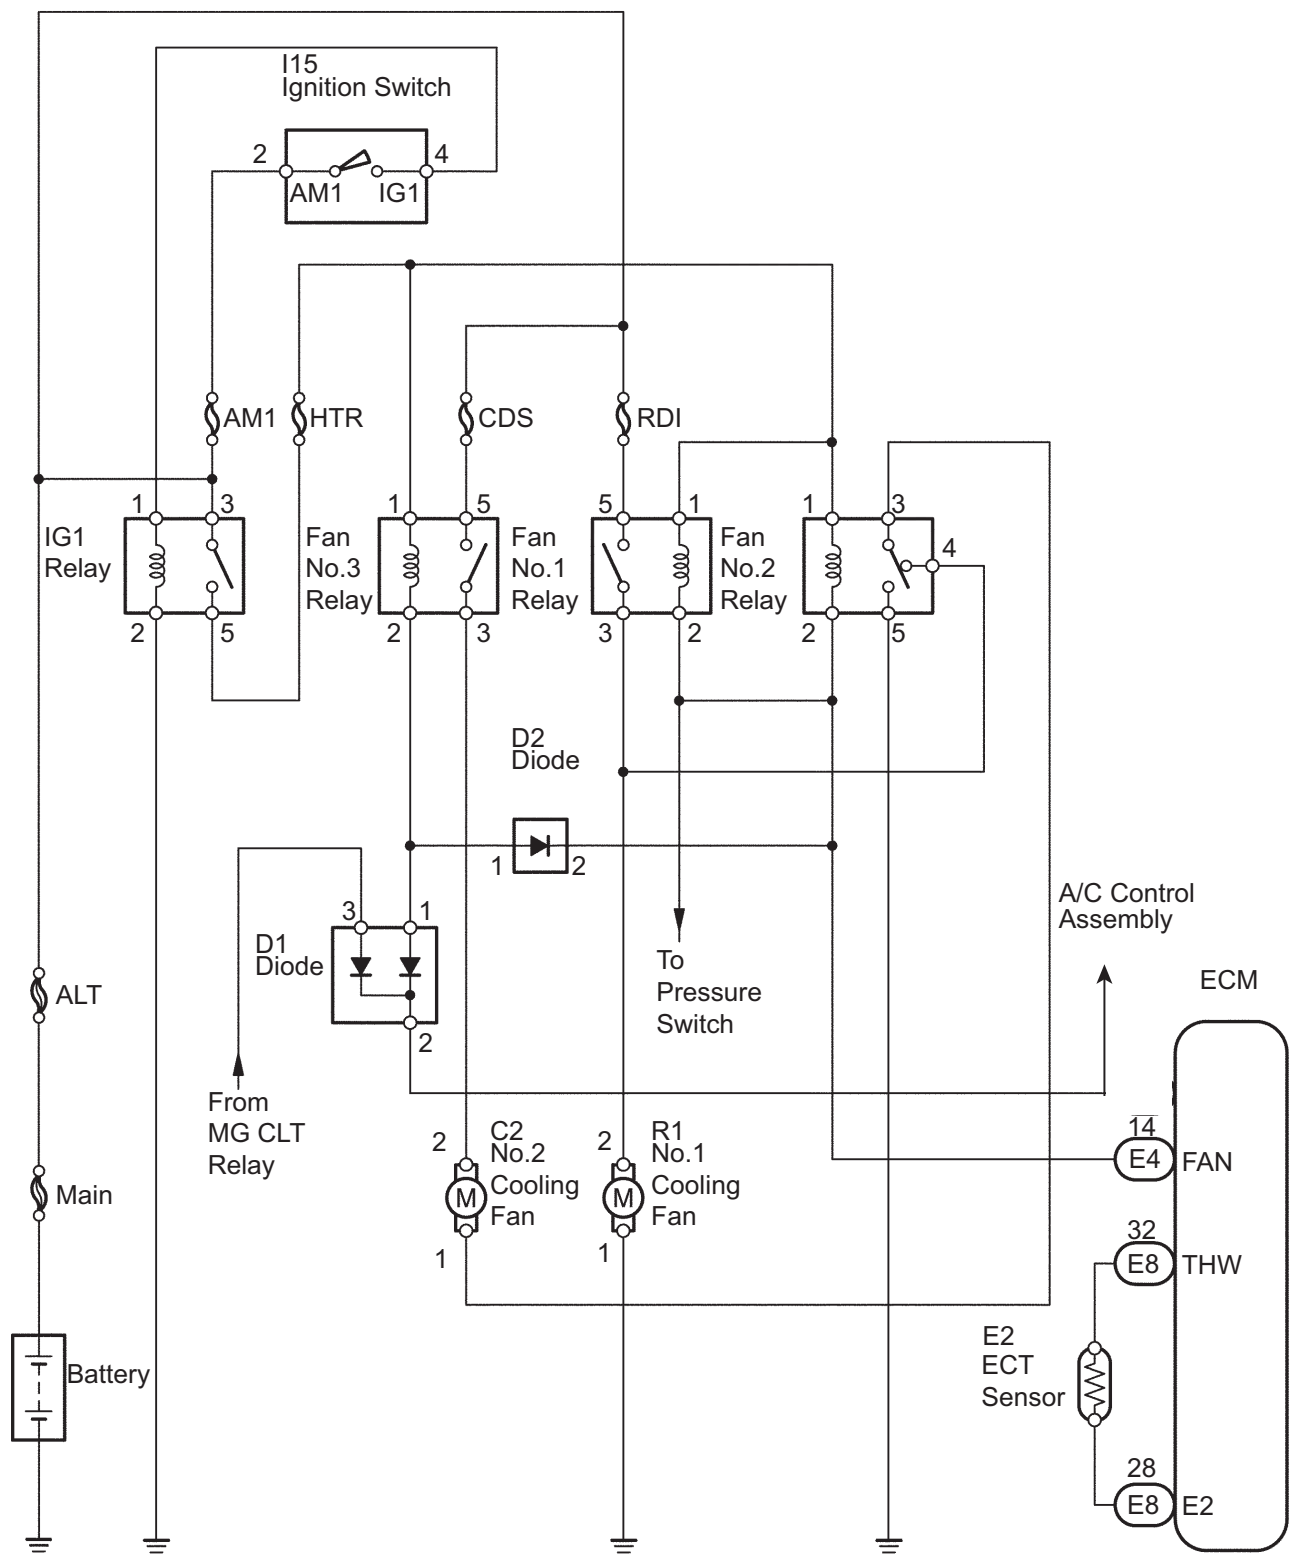 I15
Ignition Switch
2
4
AM1
IG1
AM1
HTR
CDS
RDI
1
3
1
5
5
1
1
3
IG1
Relay
Fan
No.3
Relay
Fan
No.1
Relay
Fan
No.2
Relay
4
2
5
2
3
3
2
2
5
D2
Diode
1
2
A/C Control
Assembly
3
1
D1
Diode
To
Pressure
Switch
ECM
ALT
2
From
MG CLT
Relay
14
E4
FAN
2
C2
No.2
Cooling
Fan
2
R1
No.1
Cooling
Fan
M
M
Main
1
1
32
E8
THW
E2
ECT
Sensor
Battery
28
E8
E2